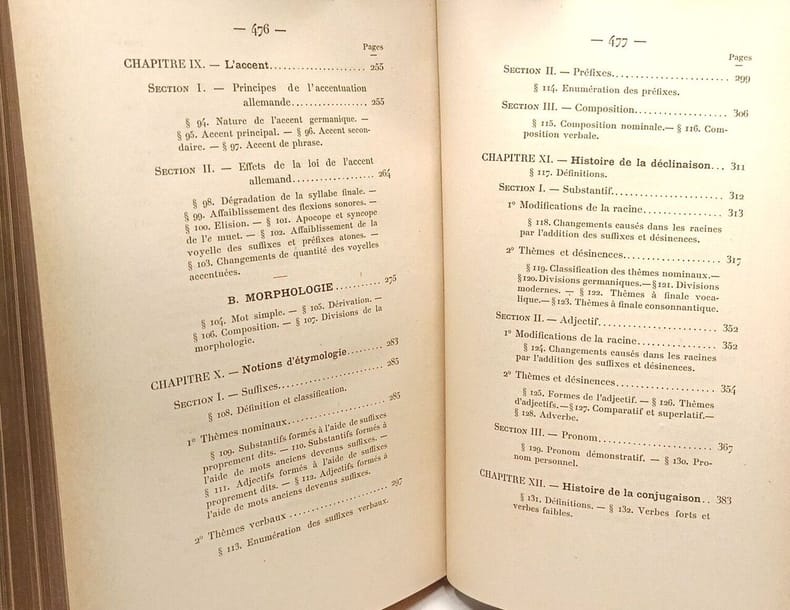 — 476 —
Pages
CHAPITRE IX. — L'accent.................... 255
SECTION I. — Principes de l'accentuation
allemande................ 255
§ 94. Nature de l'accent germanique. —
§ 95. Accent principal. — § 96. Accent secon-
daire. — § 97. Accent de phrase.
SECTION II. — Effets de la loi de l'accent
allemand................. 264
§ 98. Dégradation de la syllabe finale. —
§ 99. Affaiblissement des flexions sonores. —
§ 100. Elision. — § 101. Apocope et syncope
de l'e muet. — § 102. Affaiblissement de la
voyelle des suffixes et préfixes atones. —
§ 103. Changements de quantité des voyelles
accentuées.
B. MORPHOLOGIE........... 275
§ 104. Mot simple. — § 105. Dérivation. —
§ 106. Composition. — § 107. Divisions de la
morphologie.
CHAPITRE X. — Notions d'étymologie........ 283
SECTION I. — Suffixes...................... 285
§ 108. Définition et classification.
1º Thèmes nominaux.................... 285
§ 109. Substantifs formés à l'aide de suffixes
proprement dits. — 110. Substantifs formés à
l'aide de mots anciens devenus suffixes. —
§ 111. Adjectifs formés à l'aide de suffixes
proprement dits. — § 112. Adjectifs formés à
l'aide de mots anciens devenus suffixes.
2º Thèmes verbaux..................... 297
§ 113. Enumération des suffixes verbaux.
— 477 —
Pages
SECTION II. — Préfixes........................ 299
§ 114. Enumération des préfixes.
SECTION III. — Composition.................... 306
§ 115. Composition nominale.— § 116. Com-
position verbale.
CHAPITRE XI. — Histoire de la déclinaison... 311
§ 117. Définitions.
SECTION I. — Substantif....................... 312
1º Modifications de la racine................ 313
§ 118. Changements causés dans les racines
par l'addition des suffixes et désinences.
2º Thèmes et désinences................... 317
§ 119. Classification des thèmes nominaux.—
§ 120. Divisions germaniques.—§ 121. Divisions
modernes. — § 122. Thèmes à finale voca-
lique.—§ 123. Thèmes à finale consonnantique.
SECTION II. — Adjectif........................ 352
1º Modifications de la racine................ 352
§ 124. Changements causés dans les racines
par l'addition des suffixes et désinences.
2º Thèmes et désinences.................... 354
§ 125. Formes de l'adjectif. — § 126. Thèmes
d'adjectifs.—§ 127. Comparatif et superlatif.—
§ 128. Adverbe.
SECTION III. — Pronom......................... 367
§ 129. Pronom démonstratif. — § 130. Pro-
nom personnel.
CHAPITRE XII. — Histoire de la conjugaison.. 383
§ 131. Définitions. — § 132. Verbes forts et
verbes faibles.